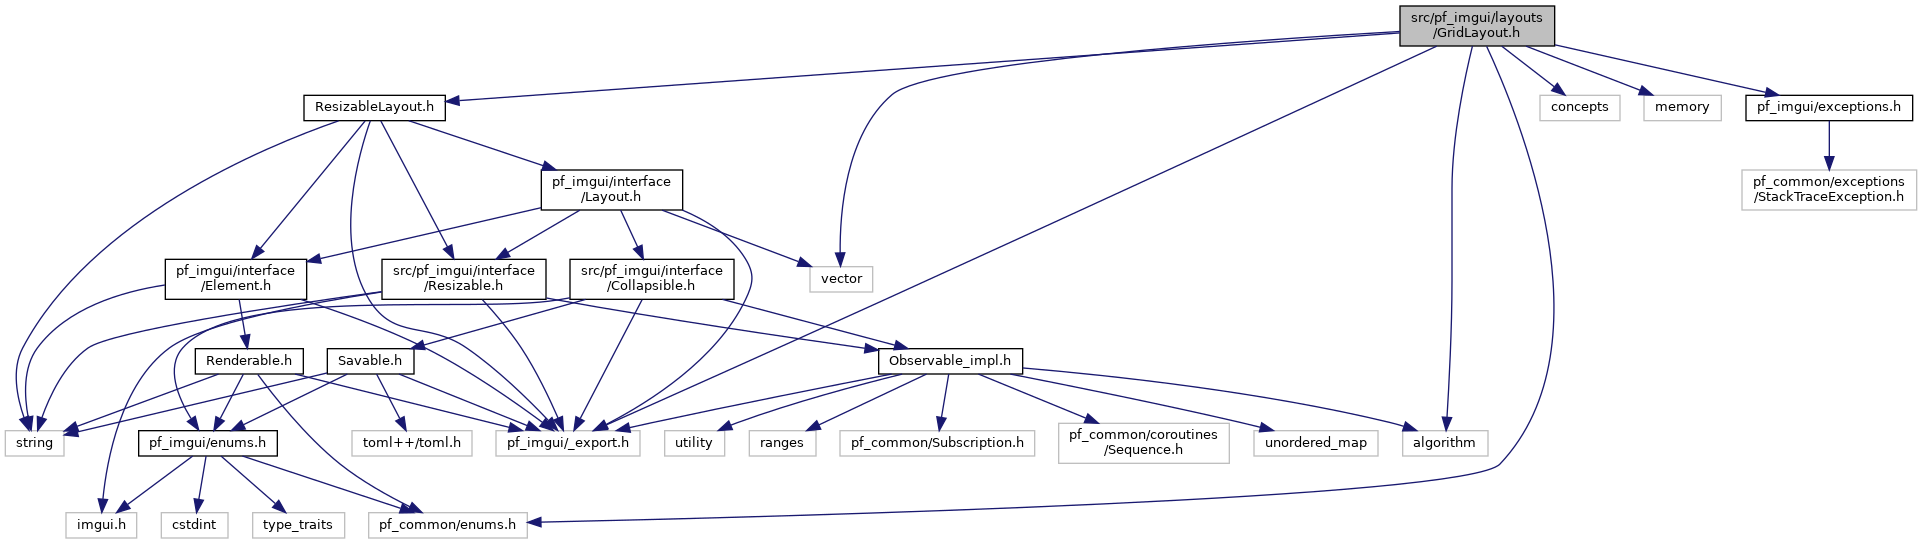 src/pf_imgui/layouts
/GridLayout.h
ResizableLayout.h
concepts
memory
pf_imgui/exceptions.h
pf_imgui/interface
/Layout.h
pf_common/exceptions
/StackTraceException.h
pf_imgui/interface
/Element.h
src/pf_imgui/interface
/Resizable.h
src/pf_imgui/interface
/Collapsible.h
vector
Renderable.h
Savable.h
Observable_impl.h
string
pf_imgui/enums.h
toml++/toml.h
pf_imgui/_export.h
utility
ranges
pf_common/Subscription.h
pf_common/coroutines
/Sequence.h
unordered_map
algorithm
imgui.h
cstdint
type_traits
pf_common/enums.h